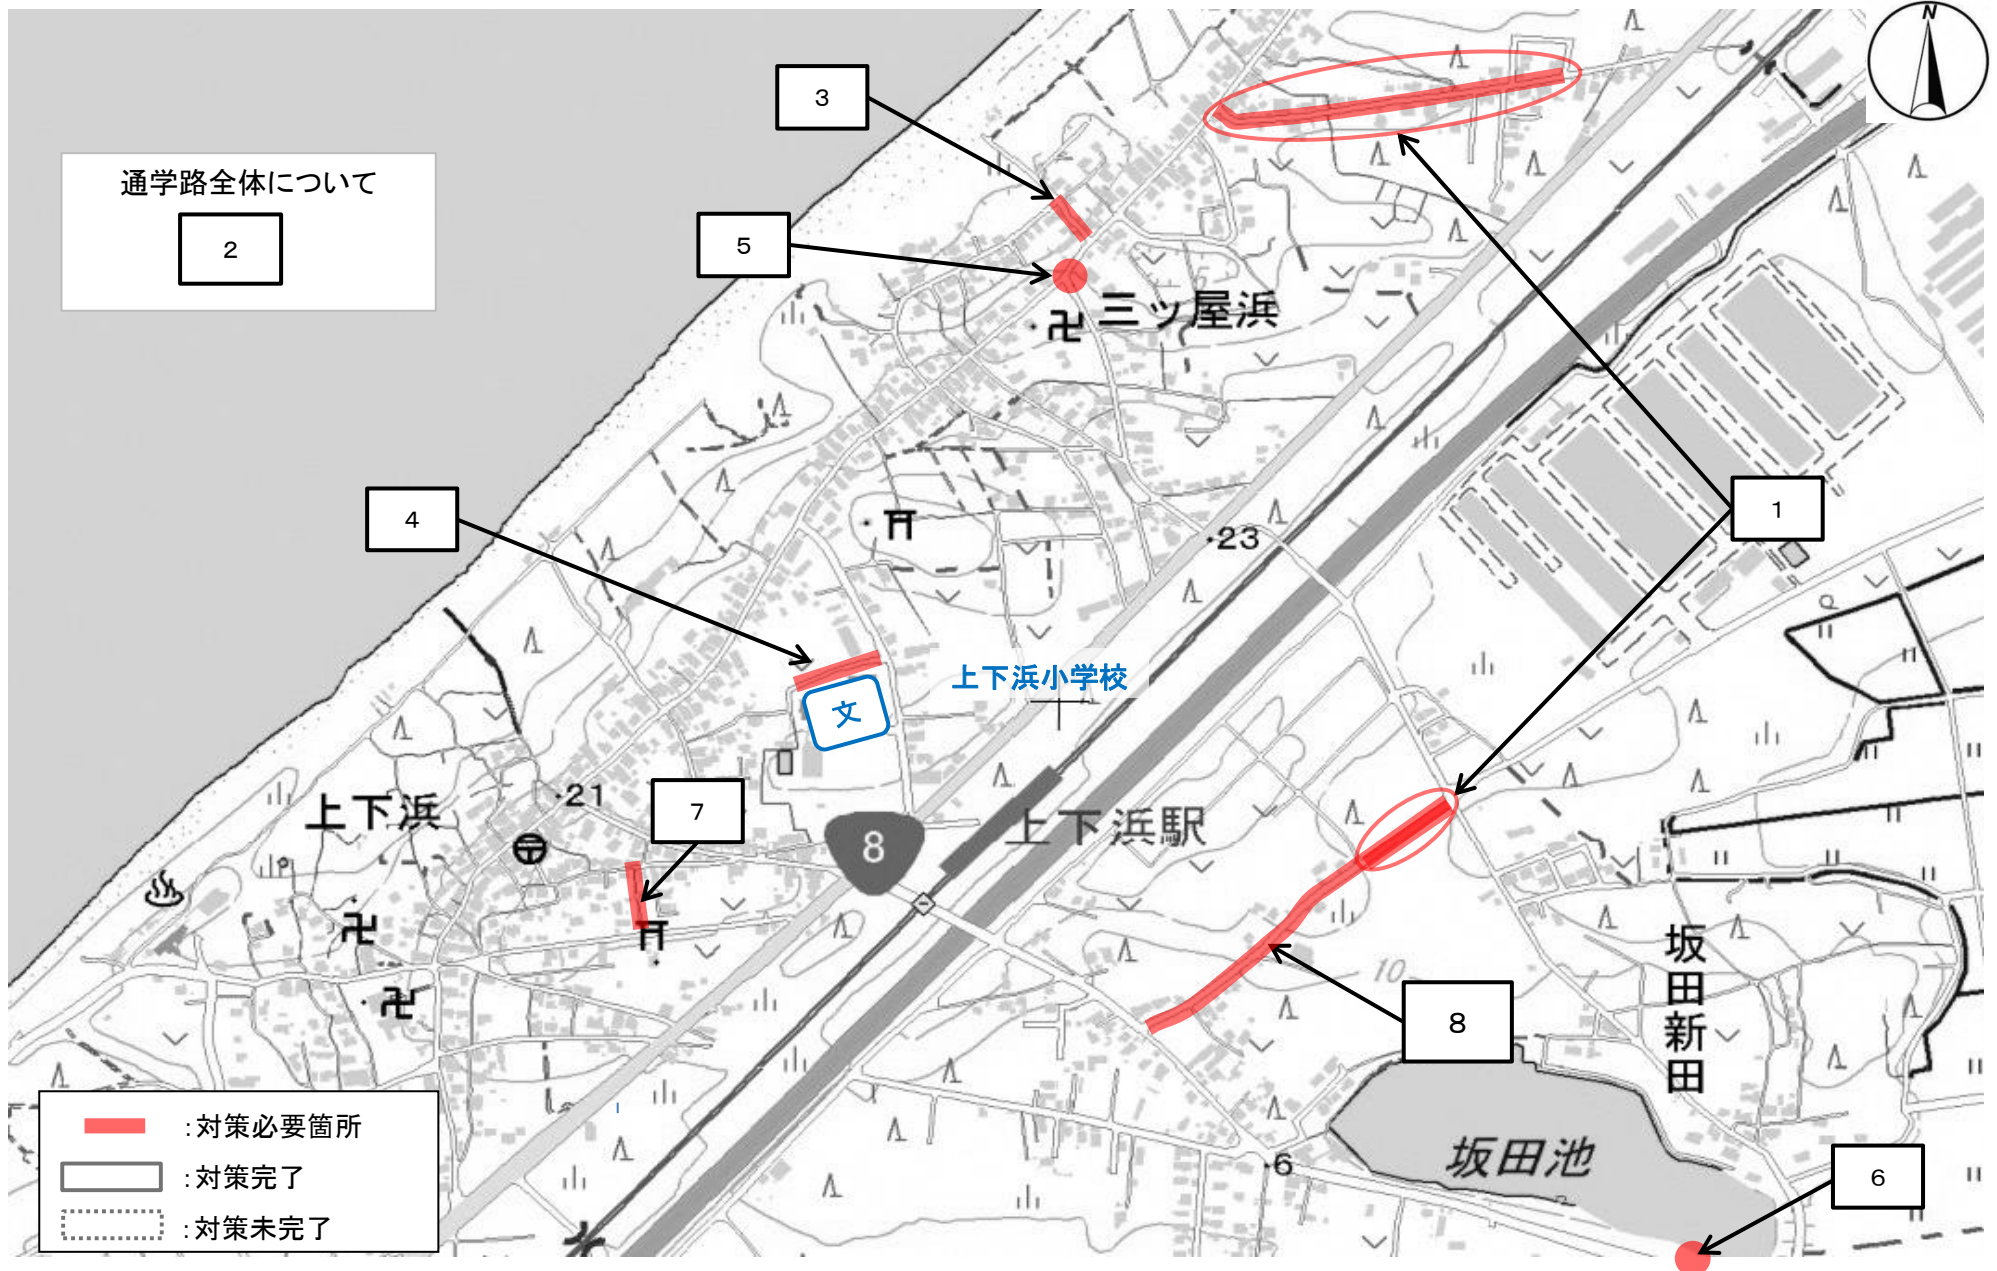 N
3
通学路全体について
2
5
三ツ屋浜
4
1
23
上下浜小学校
文
21
7
上下浜
8
上下浜駅
坂田新田
10
8
:対策必要箇所
:対策完了
:対策未完了
坂田池
6
6